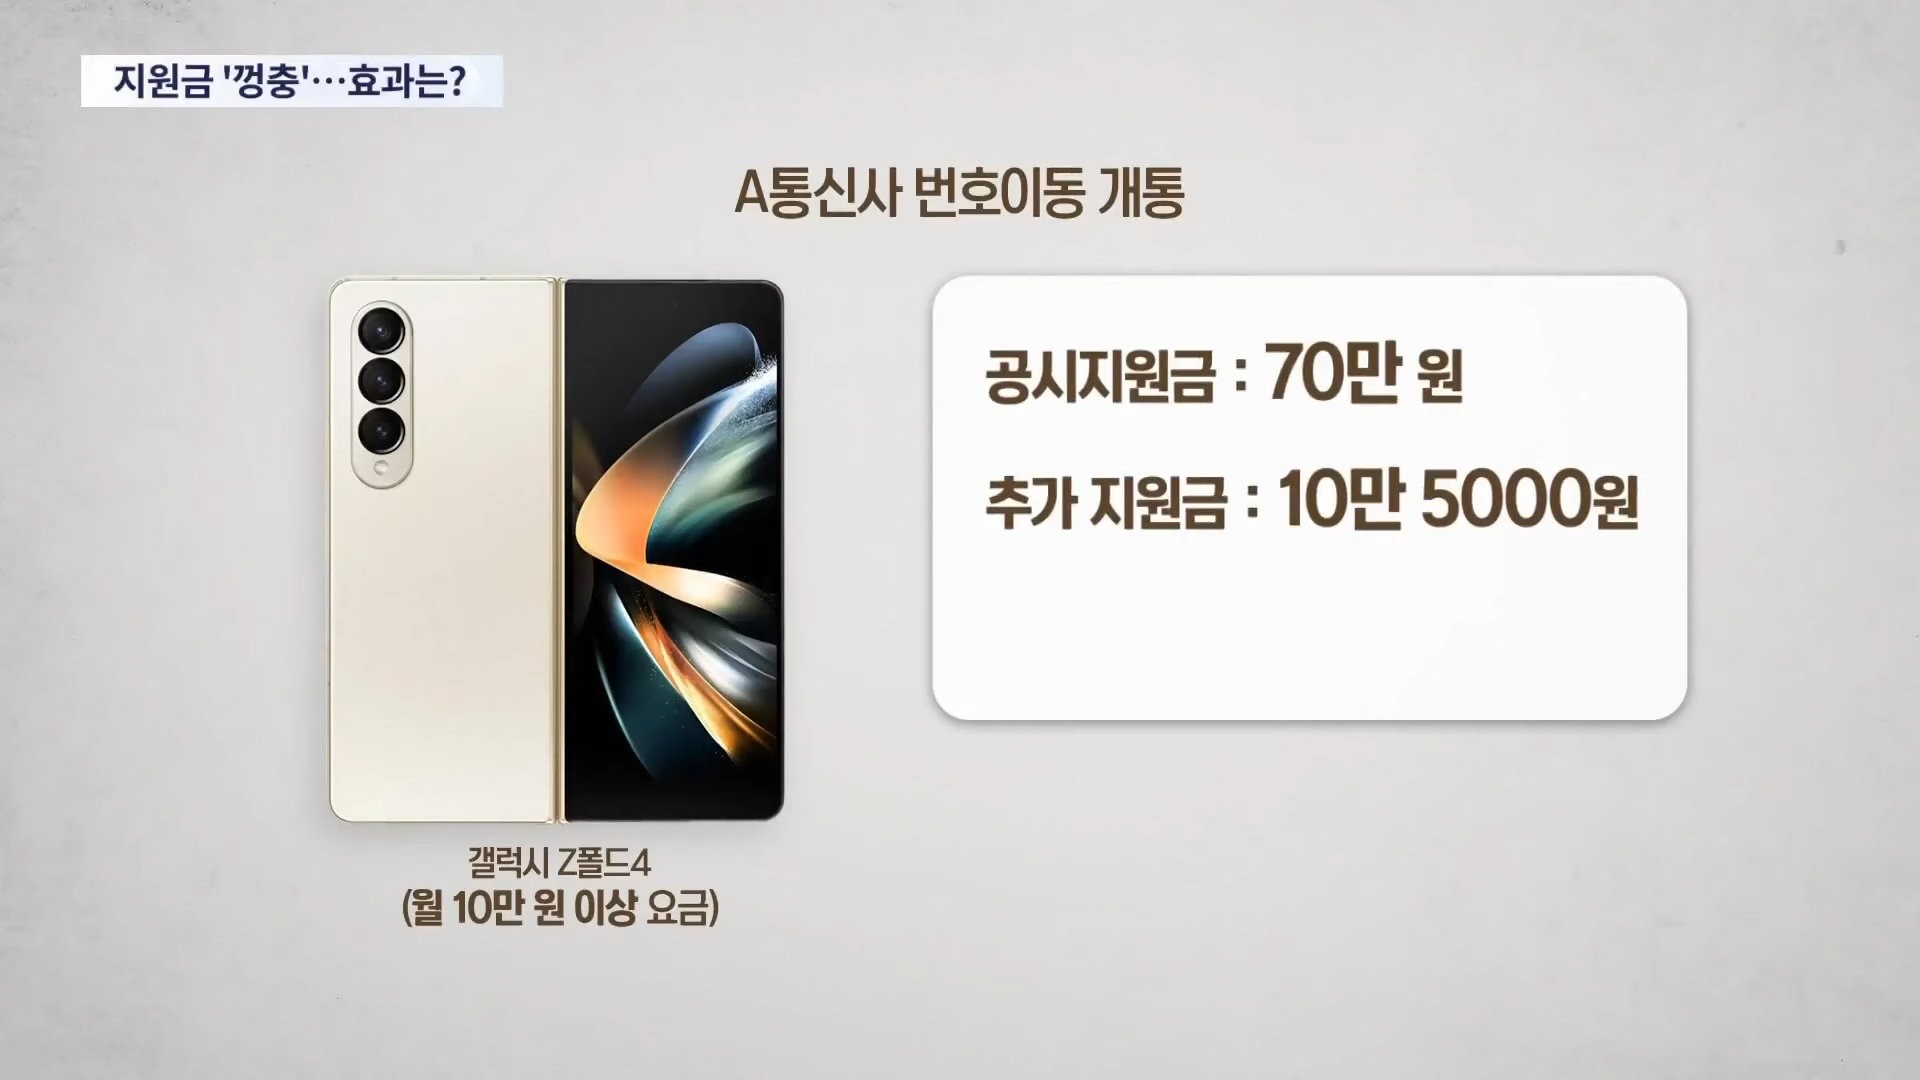 지원금 '껑충'…효과는?
A통신사 번호이동 개통
공시지원금 : 70만 원
추가 지원금 : 10만 5000원
갤럭시 Z폴드4
(월 10만 원 이상 요금)